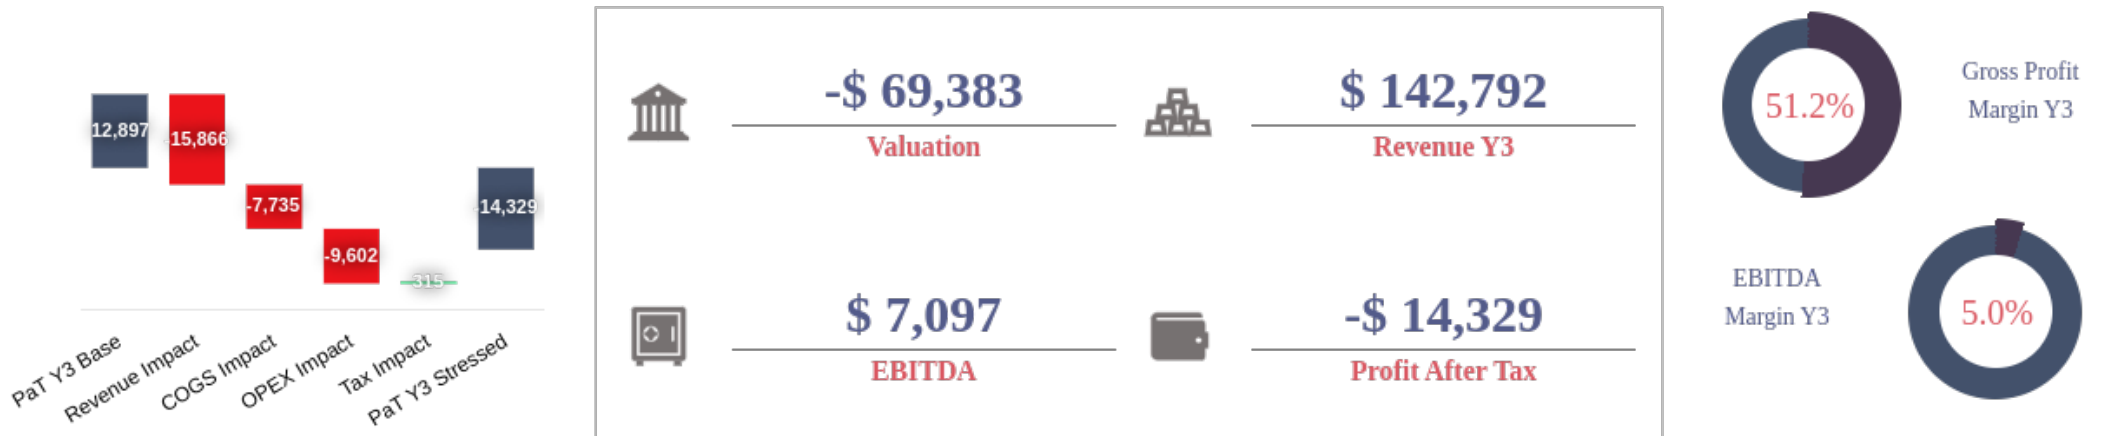 12,897
-15,866
-7,735
-9,602
315
-14,329
PaT Y3 Base
Revenue Impact
COGS Impact
OPEX Impact
Tax Impact
PaT Y3 Stressed
-$ 69,383
Valuation
$ 142,792
Revenue Y3
$ 7,097
EBITDA
-$ 14,329
Profit After Tax
51.2%
Gross Profit
Margin Y3
EBITDA
Margin Y3
5.0%